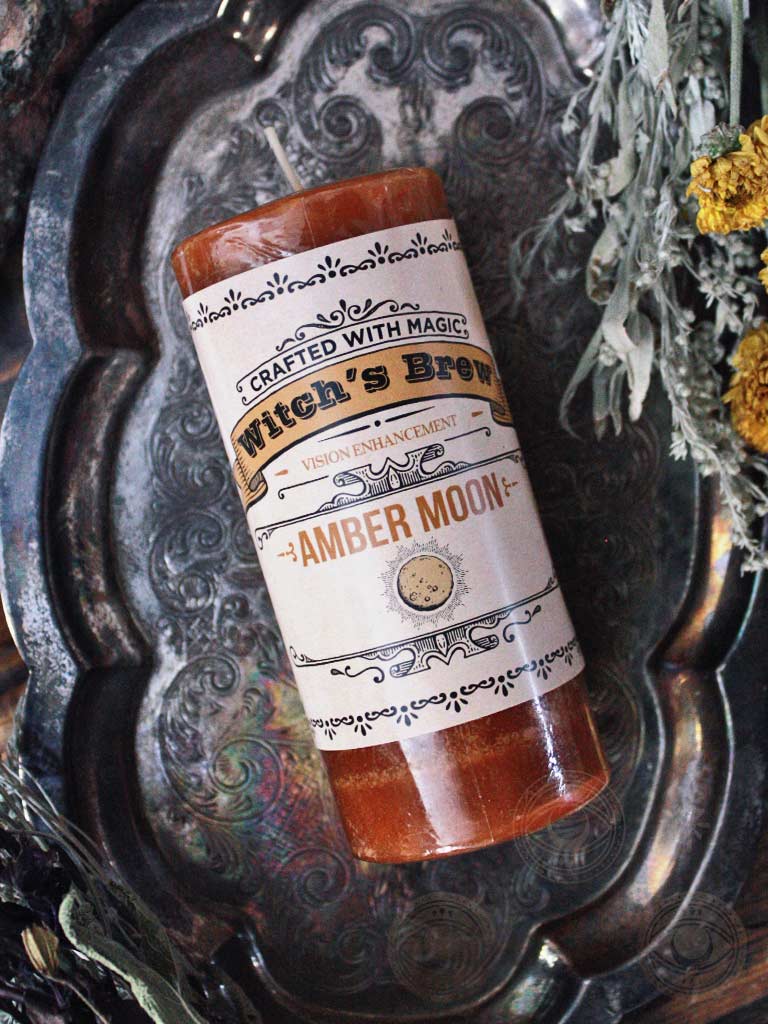 CRAFTED WITH MAGIC
Witch's Brew
VISION ENHANCEMENT
AMBER MOON